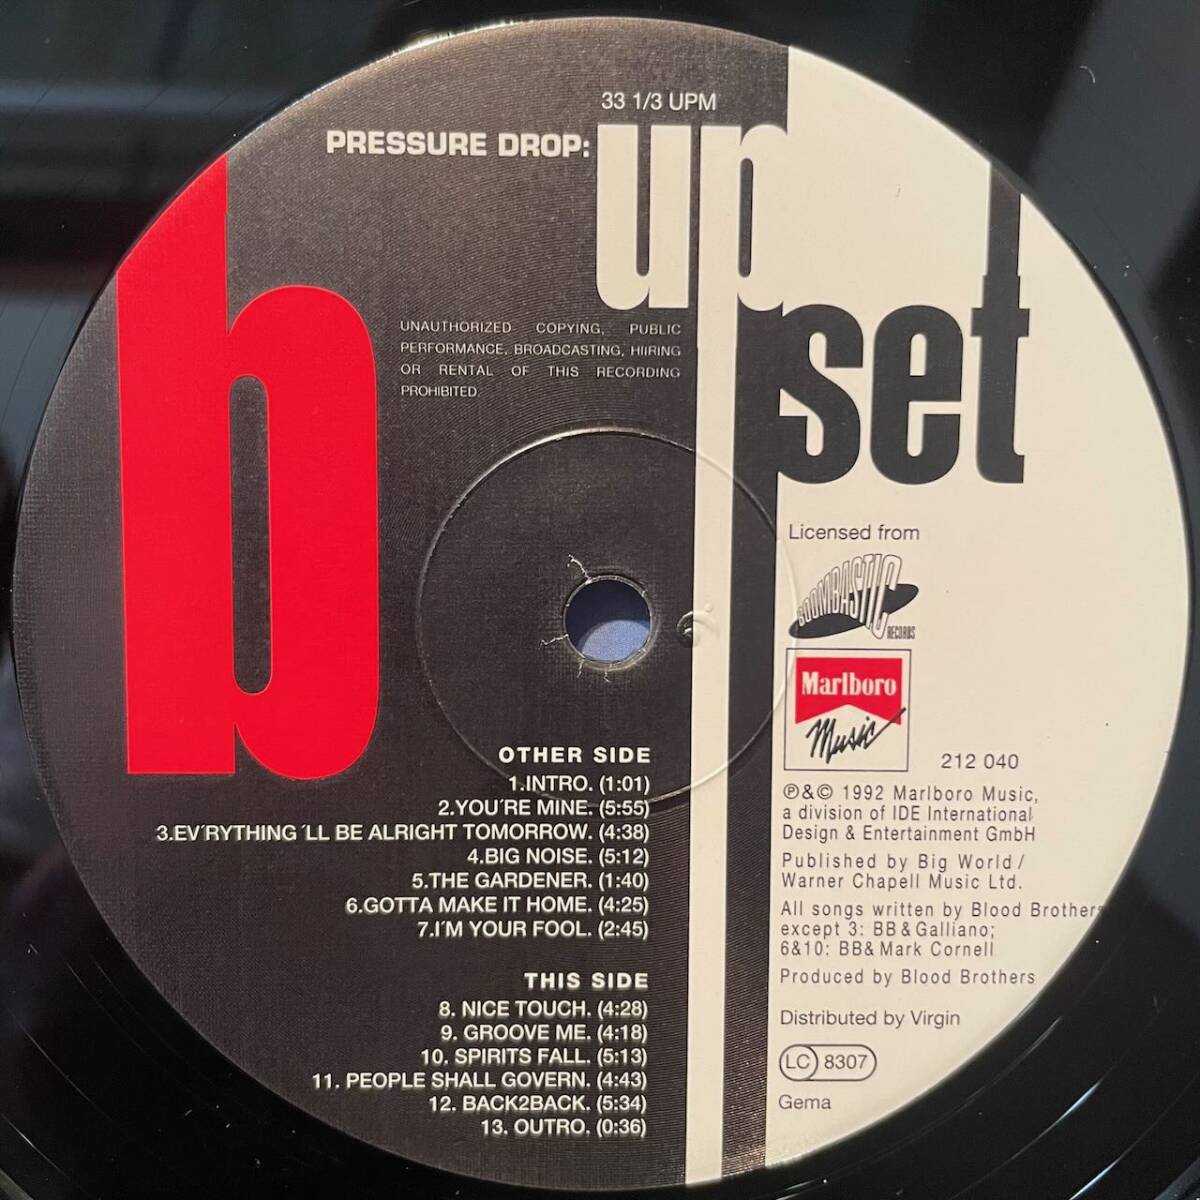 33 1/3 UPM
PRESSURE DROP:
up
set
b
UNAUTHORIZED COPYING, PUBLIC
PERFORMANCE, BROADCASTING, HIIRING
OR RENTAL OF THIS RECORDING
PROHIBITED.
Licensed from
BOOMBASTIC
RECORDS
Marlboro
Music
212 040
OTHER SIDE
1.INTRO. (1:01)
2.YOU´RE MINE. (5:55)
3.EV´RYTHING ´LL BE ALRIGHT TOMORROW. (4:38)
4.BIG NOISE. (5:12)
5.THE GARDENER. (1:40)
6.GOTTA MAKE IT HOME. (4:25)
7.I´M YOUR FOOL. (2:45)
THIS SIDE
8. NICE TOUCH. (4:28)
9. GROOVE ME. (4:18)
10. SPIRITS FALL. (5:13)
11. PEOPLE SHALL GOVERN. (4:43)
12. BACK2BACK. (5:34)
13. OUTRO. (0:36)
℗&© 1992 Marlboro Music,
a division of IDE International
Design & Entertainment GmbH
Published by Big World/
Warner Chapell Music Ltd.
All songs written by Blood Brothers
except 3: BB&Galliano;
6&10: BB&Mark Cornell
Produced by Blood Brothers
Distributed by Virgin
LC 8307
Gema